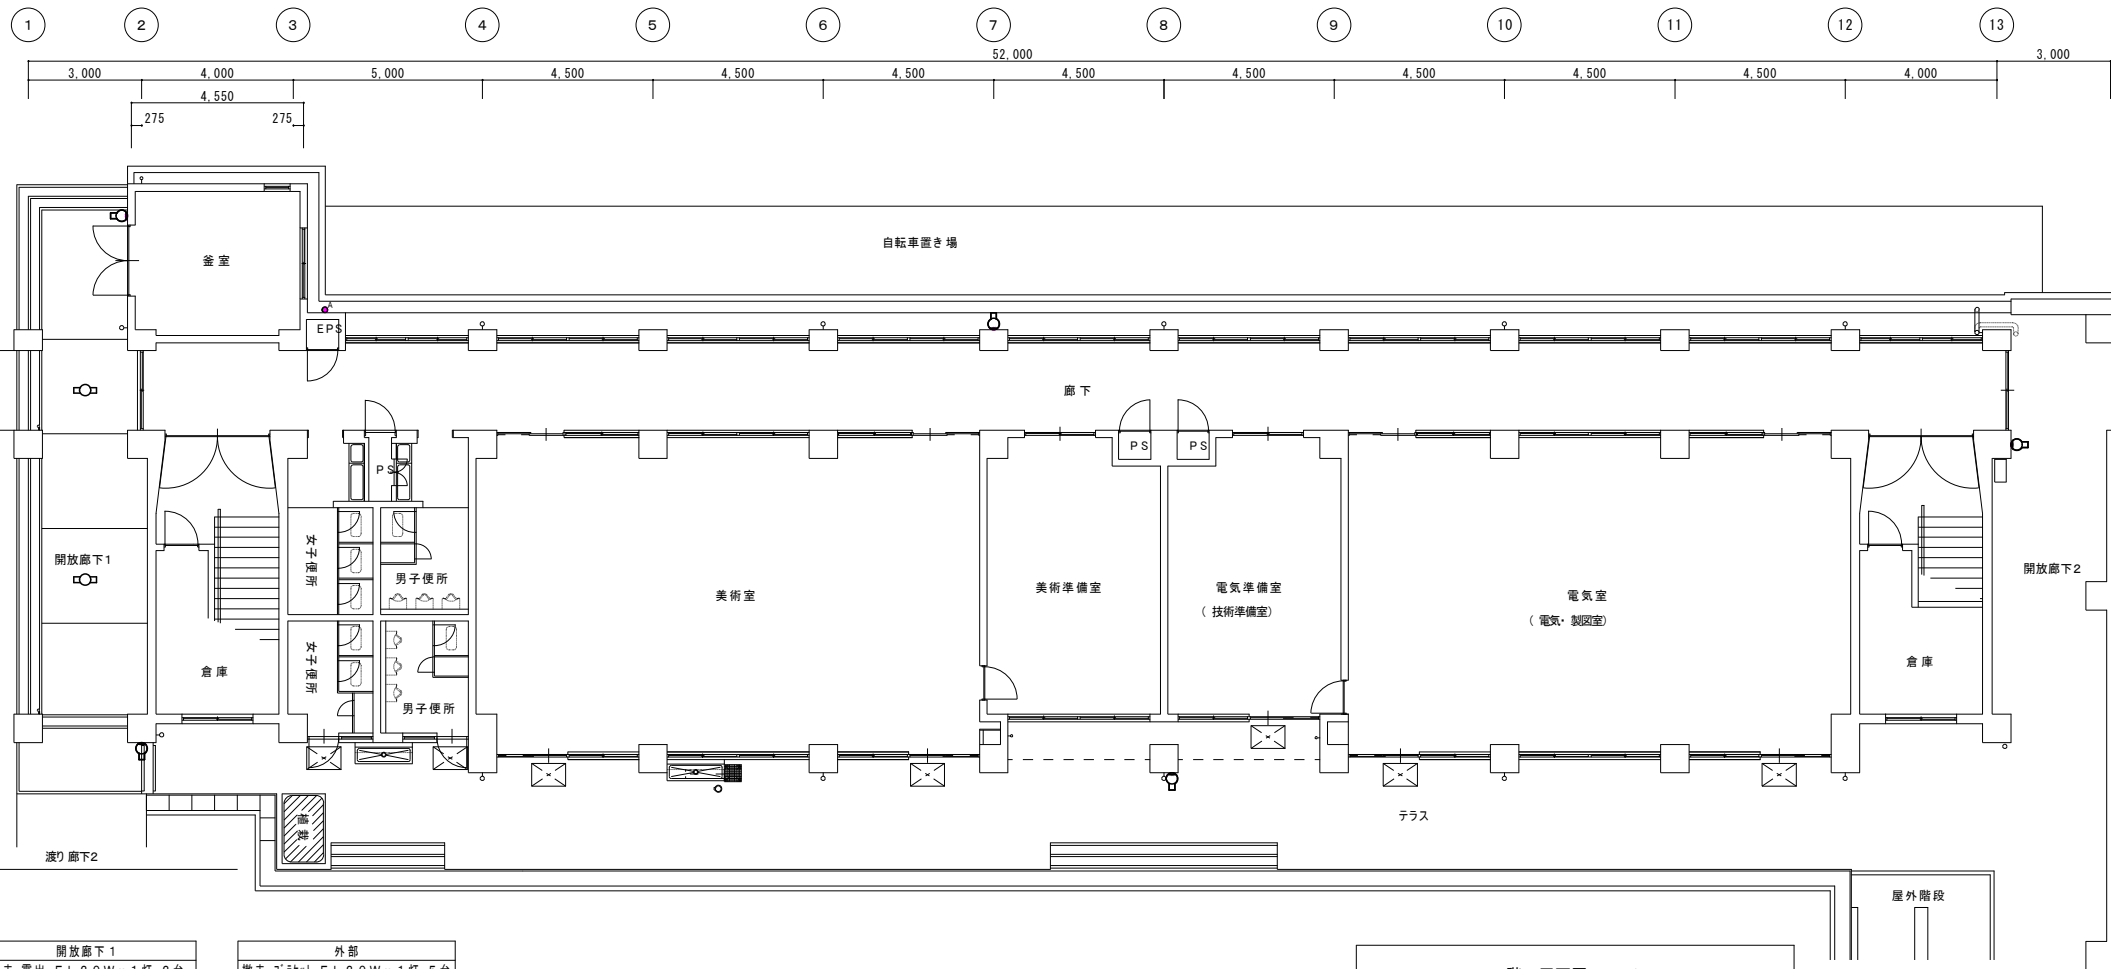 1 2 3 4 5 6 7 8 9 10 11 12 13
52,000
3,000
3,000 4,000 5,000 4,500 4,500 4,500 4,500 4,500 4,500 4,500 4,500 4,000
4,550
275 275
自転車置き場
釜室
A
EPS
廊下
PS
PS
PS
開放廊下1
女子便所
男子便所
美術室
美術準備室
電気準備室
(技術準備室)
電気室
(電気・製図室)
開放廊下2
倉庫
女子便所
男子便所
倉庫
植栽
テラス
渡り廊下2
屋外階段
開放廊下1
外部